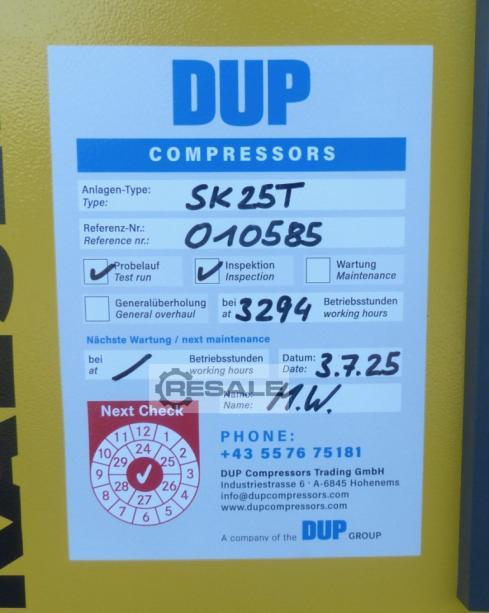 DUP
COMPRESSORS
Anlagen-Type: SK25T
Type:
Referenz-Nr.: 010585
Reference nr.:
✓ Probelauf ✓ Inspektion Wartung
Test run Inspection Maintenance
Generalüberholung bei 3294 Betriebsstunden
General overhaul at working hours
Nächste Wartung / next maintenance
bei / Betriebsstunden Datum: 3.7.25
at working hours Date:
RESALE
Name: M.W.
Name:
Next Check
11 12 1
10 24 2
29 25
9 ✓ 3
28 26
8 27 4
7 6 5
PHONE:
+43 5576 75181
DUP Compressors Trading GmbH
Industriestrasse 6 · A-6845 Hohenems
info@dupcompressors.com
www.dupcompressors.com
A company of the DUP GROUP